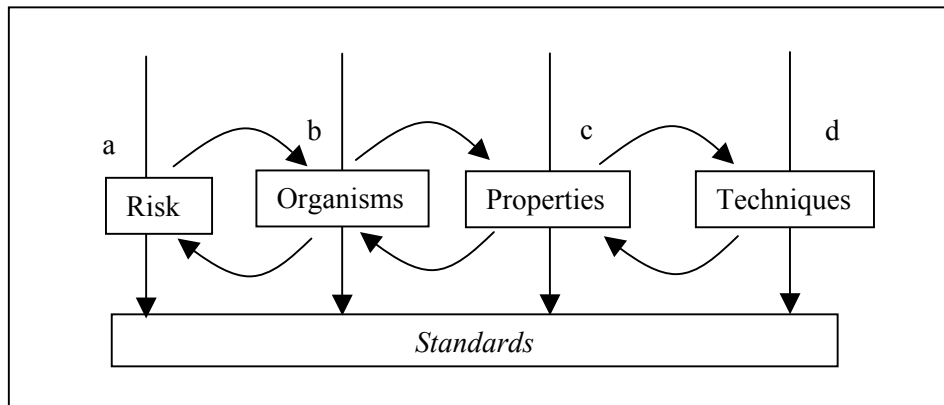 a
b
c
d
Risk
Organisms
Properties
Techniques
Standards